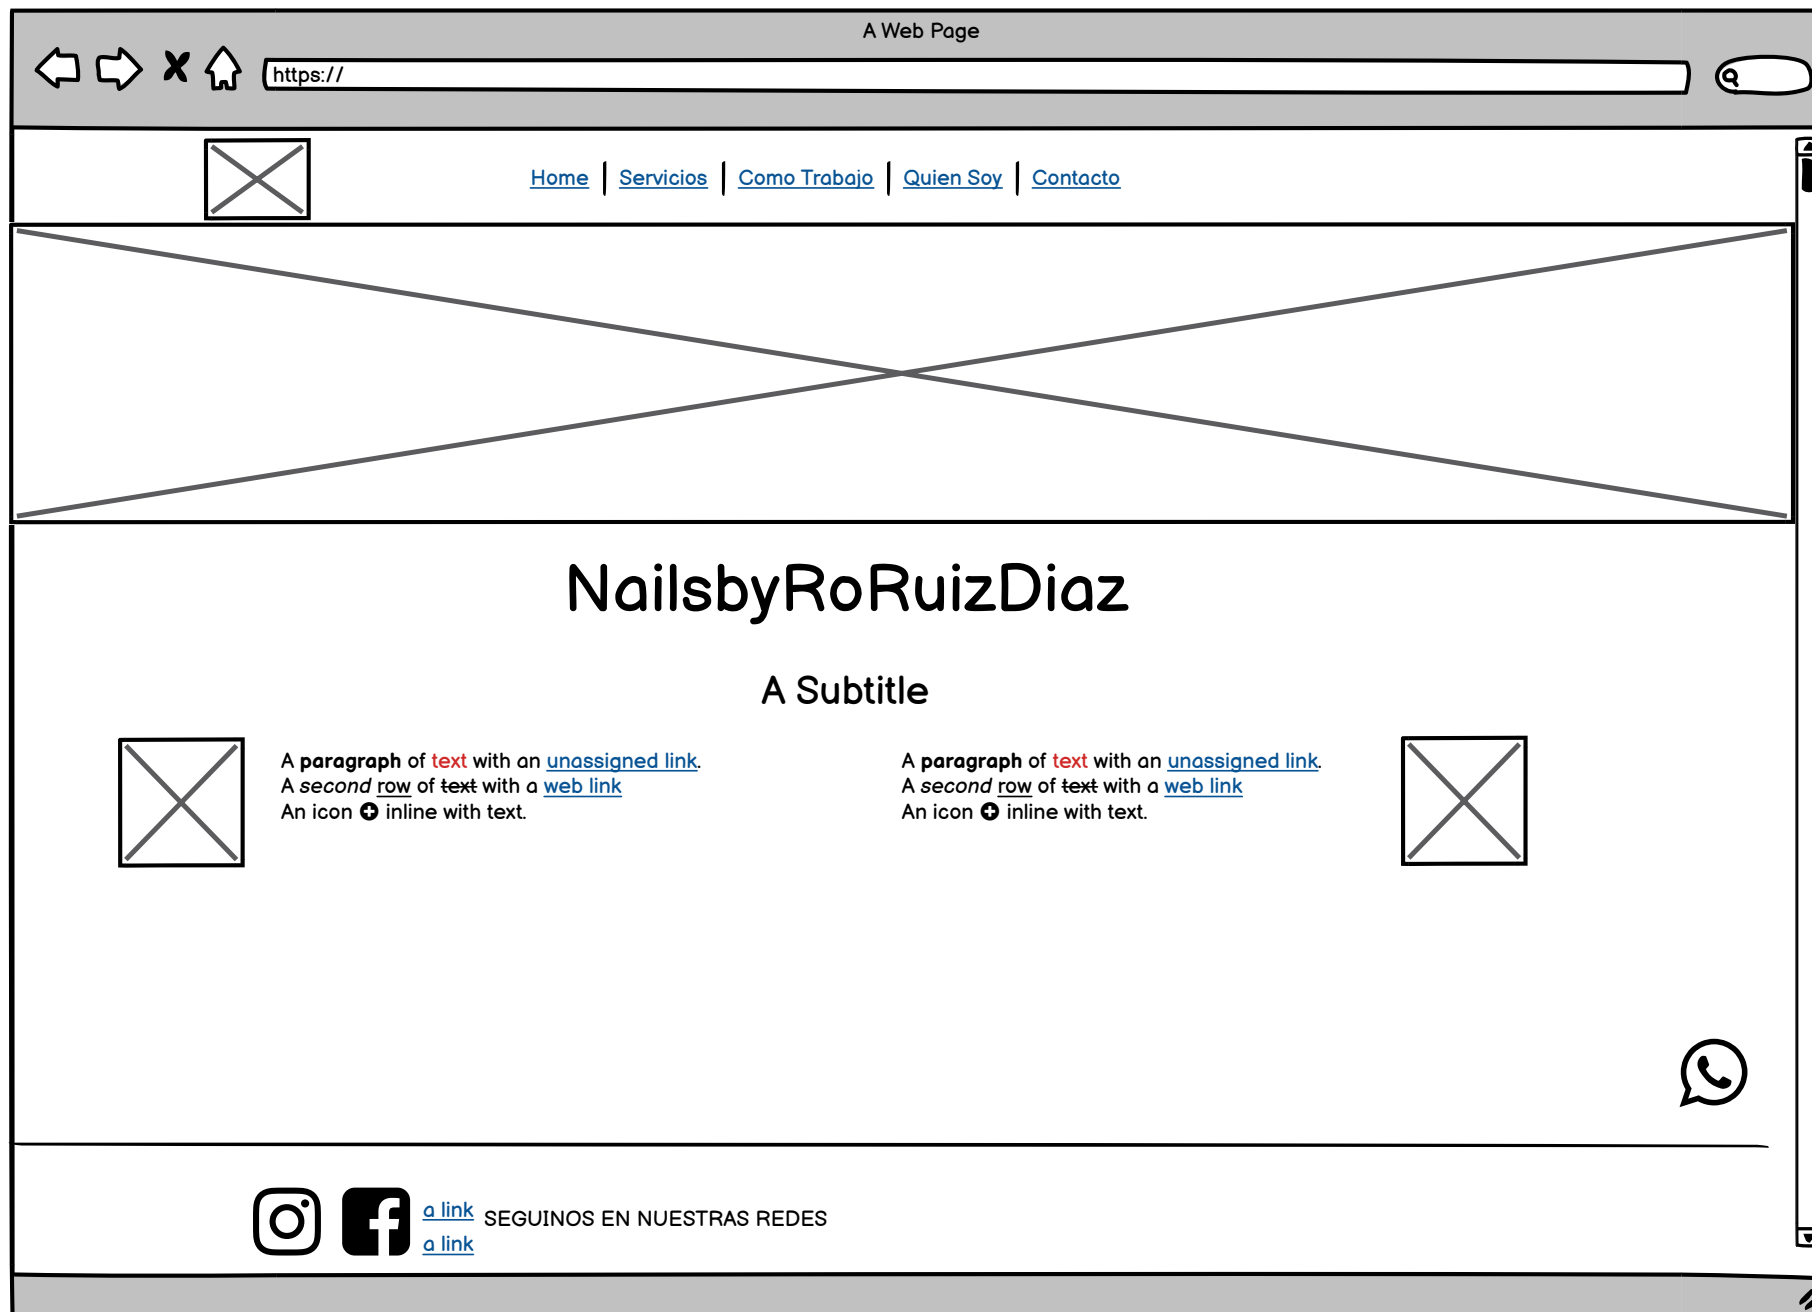 A Web Page
https://
Home Servicios Como Trabajo Quien Soy Contacto
NailsbyRoRuizDiaz
A Subtitle
A paragraph of text with an unassigned link.
A second row of text with a web link
An icon inline with text.
A paragraph of text with an unassigned link.
A second row of text with a web link
An icon inline with text.
a link
a link
SEGUINOS EN NUESTRAS REDES